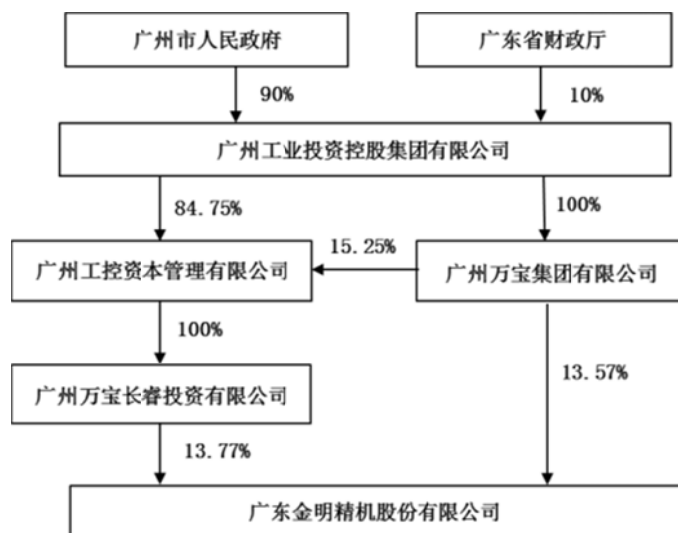 广州市人民政府
广东省财政厅
90%
10%
广州工业投资控股集团有限公司
84.75%
100%
15.25%
广州工控资本管理有限公司
广州万宝集团有限公司
100%
13.57%
广州万宝长睿投资有限公司
13.77%
广东金明精机股份有限公司